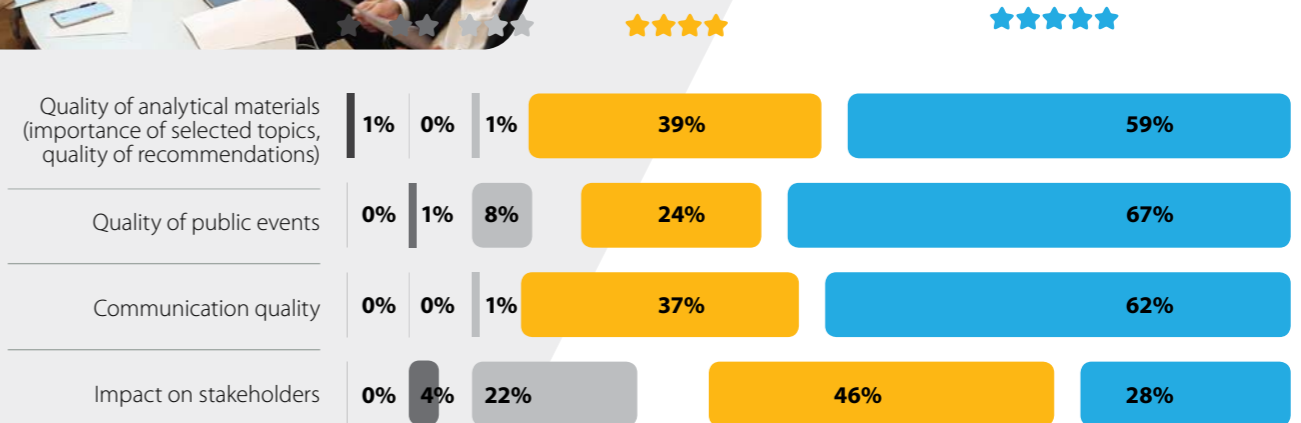 Quality of analytical materials
(importance of selected topics,
quality of recommendations)
1% 0% 1% 39% 59%
Quality of public events
0% 1% 8% 24% 67%
Communication quality
0% 0% 1% 37% 62%
Impact on stakeholders
0% 4% 22% 46% 28%